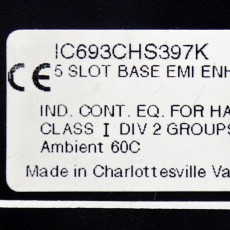 IC693CHS397K
CE 5 SLOT BASE EMI ENH
IND. CONT. EQ. FOR HA
CLASS I DIV 2 GROUPS
Ambient 60C
Made in Charlottesville Va